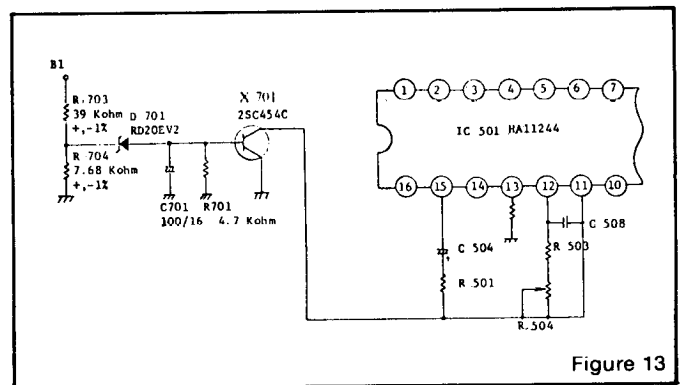 B1
R 703
39 Kohm
+,-1%
D 701
RD20EV2
X 701
2SC454C
R 704
7.68 Kohm
+,-1%
C701
100/16
R701
4.7 Kohm
1 2 3 4 5 6 7
IC 501 HA11244
16 15 14 13 12 11 10
C 504
R 501
C 508
R 503
R.504
Figure 13